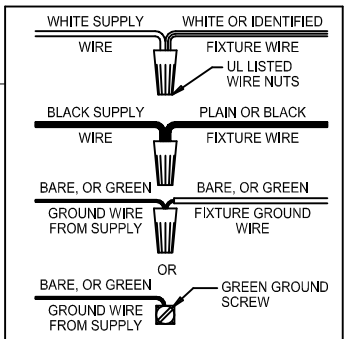 WHITE SUPPLY
WIRE
WHITE OR IDENTIFIED
FIXTURE WIRE
UL LISTED
WIRE NUTS
BLACK SUPPLY
WIRE
PLAIN OR BLACK
FIXTURE WIRE
BARE, OR GREEN
GROUND WIRE
FROM SUPPLY
BARE, OR GREEN
FIXTURE GROUND
WIRE
OR
BARE, OR GREEN
GROUND WIRE
FROM SUPPLY
GREEN GROUND
SCREW